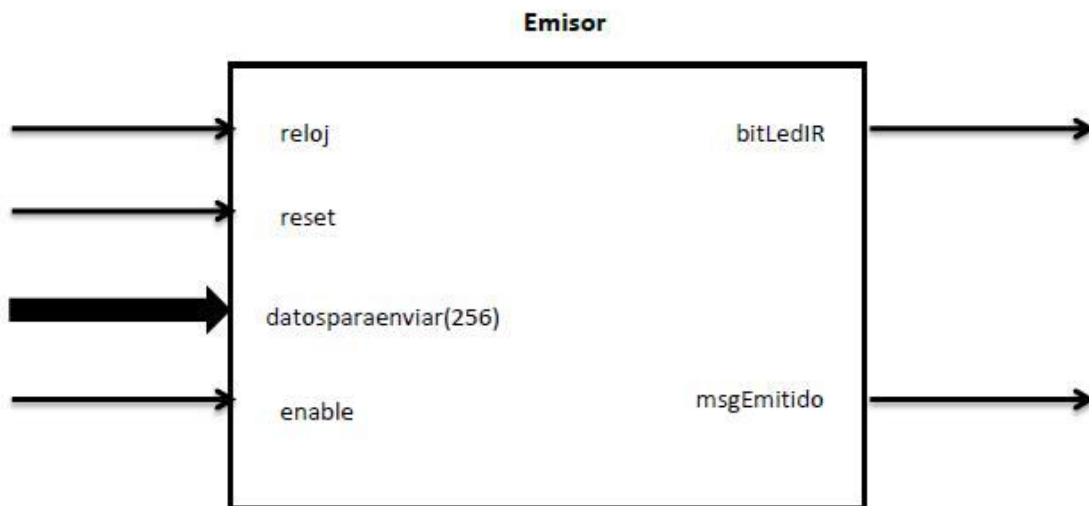 Emisor
reloj
bitLedIR
reset
datosparaenviar(256)
enable
msgEmitido